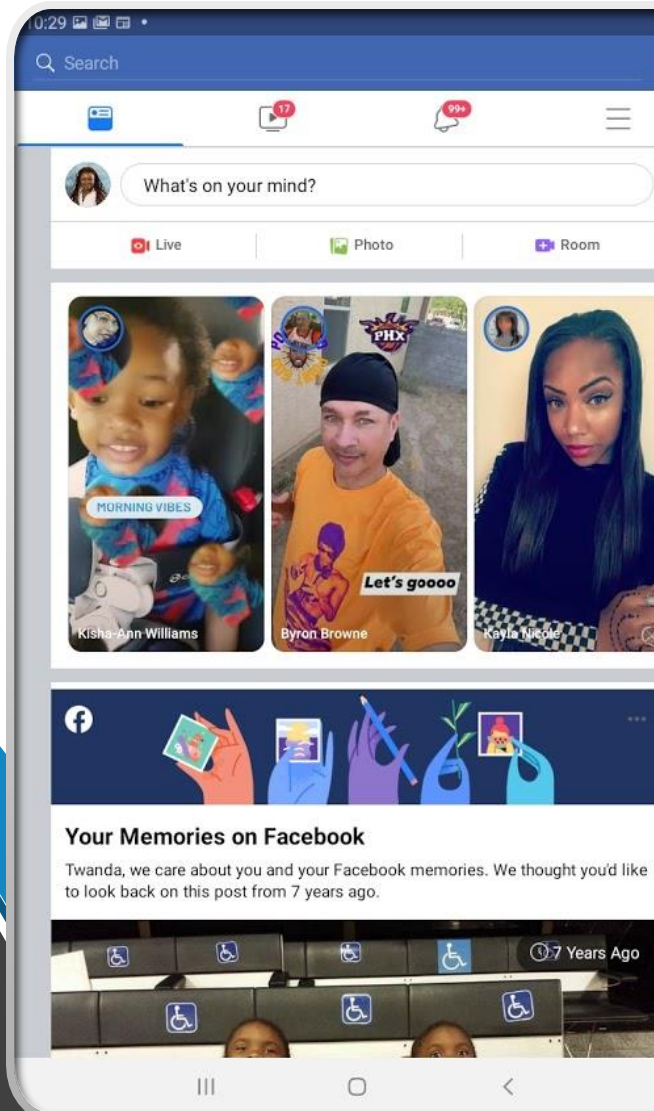 10:29
Search
17
99+
What's on your mind?
Live
Photo
Room
PHX
MORNING VIBES
Let's goooo
Kisha-Ann Williams
Byron Browne
Kayla Nicole
Your Memories on Facebook
Twanda, we care about you and your Facebook memories. We thought you'd like
to look back on this post from 7 years ago.
7 Years Ago